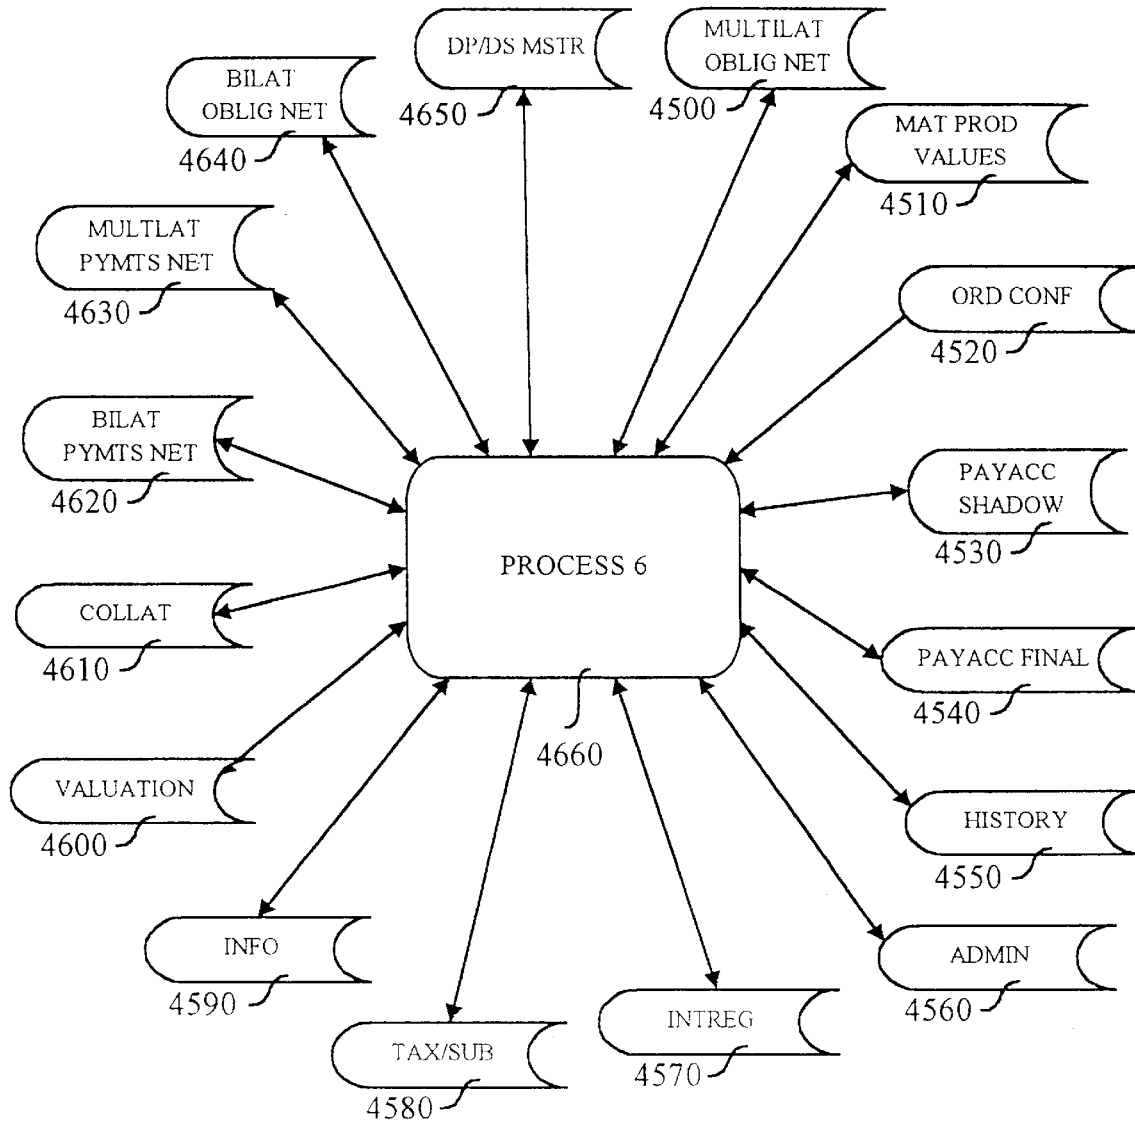 DP/DS MSTR
4650
MULTILAT
OBLIG NET
4500
BILAT
OBLIG NET
4640
MAT PROD
VALUES
4510
MULTLAT
PYMTS NET
4630
ORD CONF
4520
BILAT
PYMTS NET
4620
PAYACC
SHADOW
4530
PROCESS 6
4660
COLLAT
4610
PAYACC FINAL
4540
VALUATION
4600
HISTORY
4550
INFO
4590
ADMIN
4560
TAX/SUB
4580
INTREG
4570